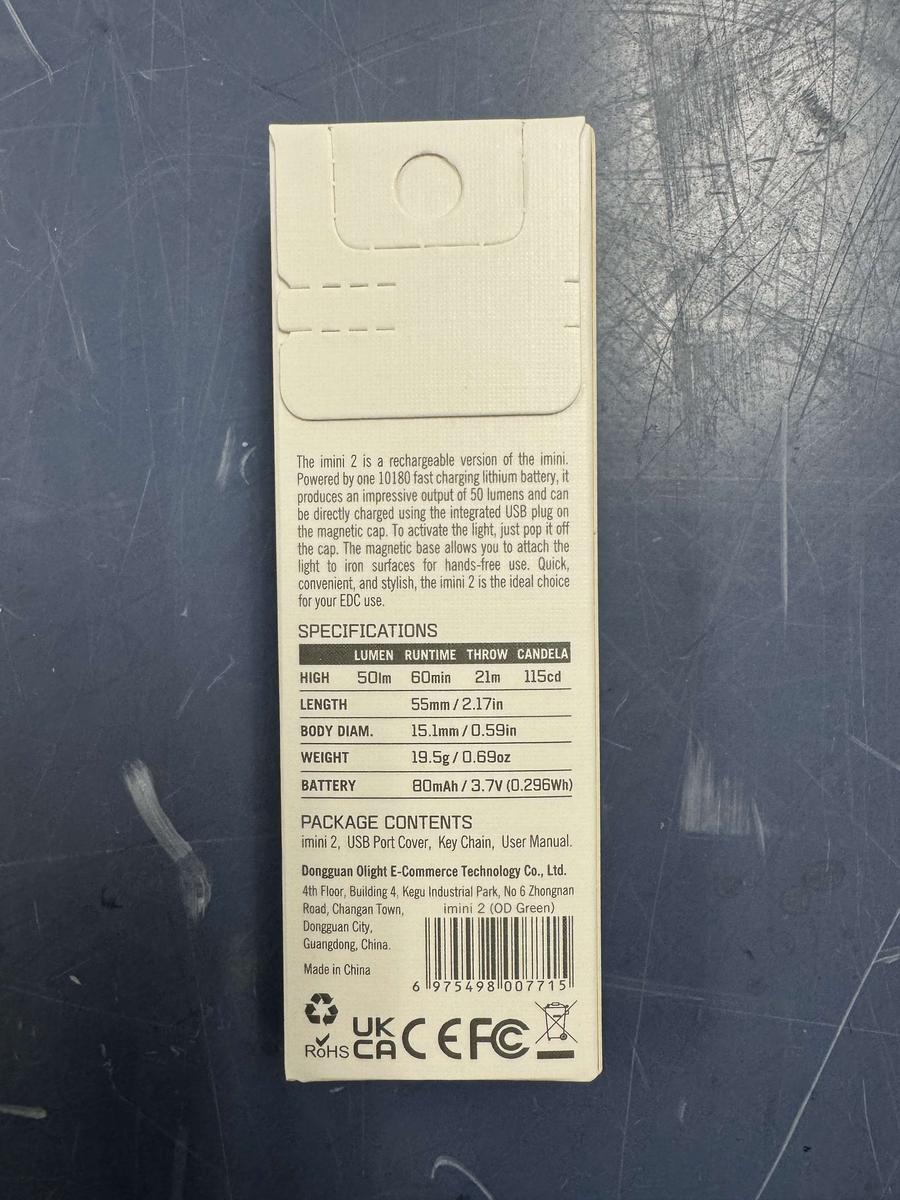 The imini 2 is a rechargeable version of the imini.
Powered by one 10180 fast charging lithium battery, it
produces an impressive output of 50 lumens and can
be directly charged using the integrated USB plug on
the magnetic cap. To activate the light, just pop it off
the cap. The magnetic base allows you to attach the
light to iron surfaces for hands-free use. Quick,
convenient, and stylish, the imini 2 is the ideal choice
for your EDC use.
SPECIFICATIONS
LUMEN RUNTIME THROW CANDELA
HIGH 50lm 60min 21m 115cd
LENGTH 55mm / 2.17in
BODY DIAM. 15.1mm / 0.59in
WEIGHT 19.5g / 0.69oz
BATTERY 80mAh / 3.7V (0.296Wh)
PACKAGE CONTENTS
imini 2, USB Port Cover, Key Chain, User Manual.
Dongguan Olight E-Commerce Technology Co., Ltd.
4th Floor, Building 4, Kegu Industrial Park, No 6 Zhongnan
Road, Changan Town,
Dongguan City,
Guangdong, China.
Made in China
imini 2 (OD Green)
6 975498 007715
RoHS UK CA CE FCC